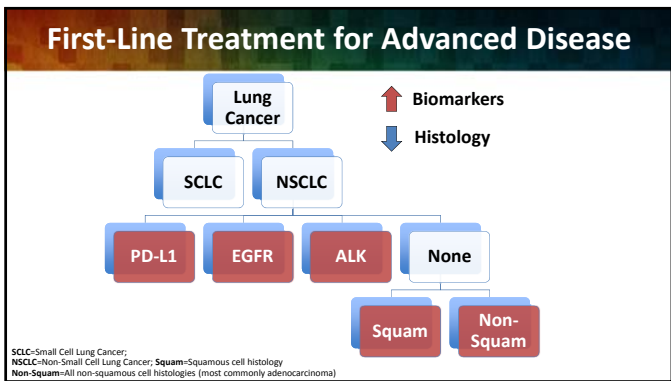 First-Line Treatment for Advanced Disease
Lung
Cancer
Biomarkers
Histology
SCLC
NSCLC
PD-L1
EGFR
ALK
None
Squam
Non-
Squam
SCLC=Small Cell Lung Cancer;
NSCLC=Non-Small Cell Lung Cancer; Squam=Squamous cell histology
Non-Squam=All non-squamous cell histologies (most commonly adenocarcinoma)